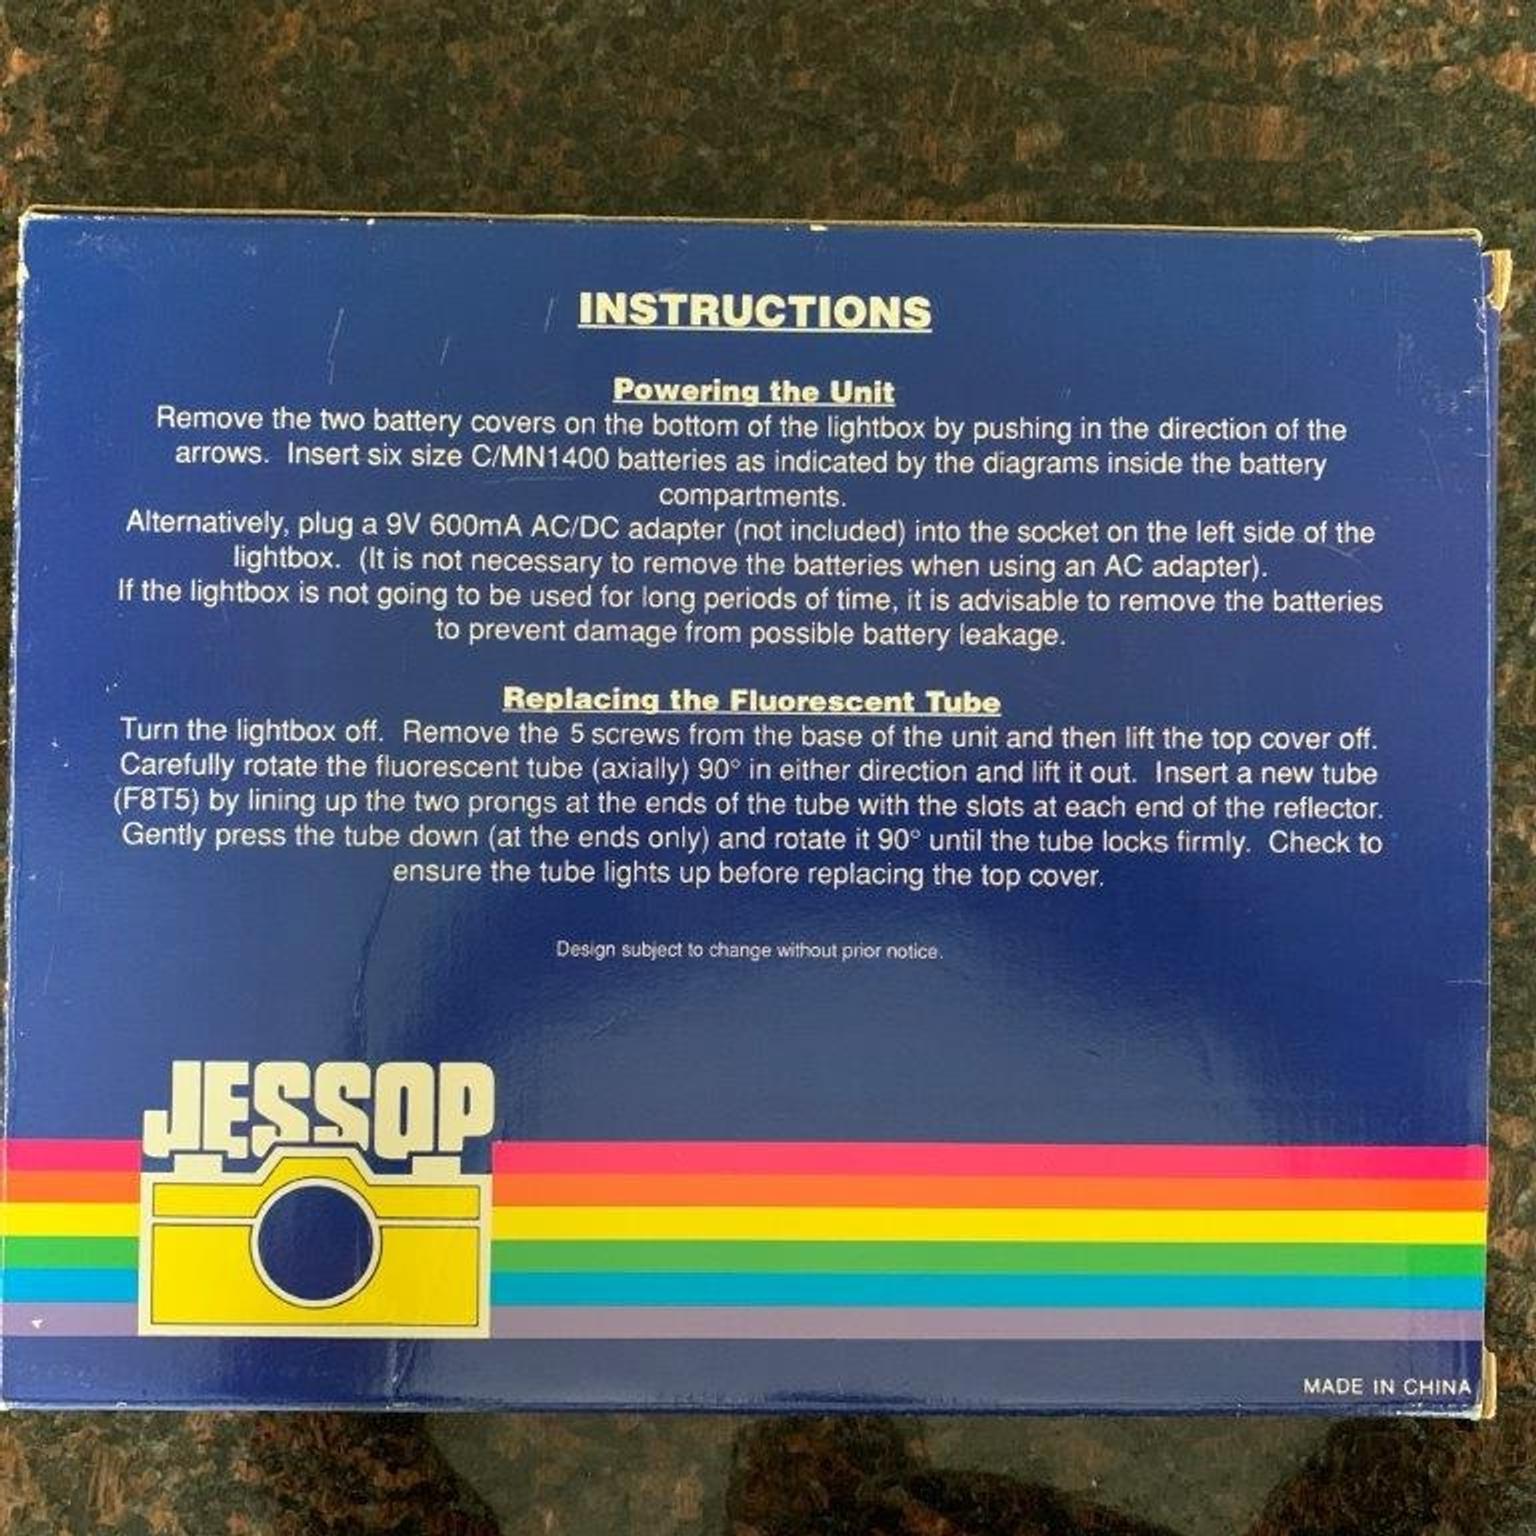 INSTRUCTIONS
Powering the Unit
Remove the two battery covers on the bottom of the lightbox by pushing in the direction of the
arrows. Insert six size C/MN1400 batteries as indicated by the diagrams inside the battery
compartments.
Alternatively, plug a 9V 600mA AC/DC adapter (not included) into the socket on the left side of the
lightbox. (It is not necessary to remove the batteries when using an AC adapter).
If the lightbox is not going to be used for long periods of time, it is advisable to remove the batteries
to prevent damage from possible battery leakage.
Replacing the Fluorescent Tube
Turn the lightbox off. Remove the 5 screws from the base of the unit and then lift the top cover off.
Carefully rotate the fluorescent tube (axially) 90° in either direction and lift it out. Insert a new tube
(F8T5) by lining up the two prongs at the ends of the tube with the slots at each end of the reflector.
Gently press the tube down (at the ends only) and rotate it 90° until the tube locks firmly. Check to
ensure the tube lights up before replacing the top cover.
Design subject to change without prior notice.
JESSOP
MADE IN CHINA